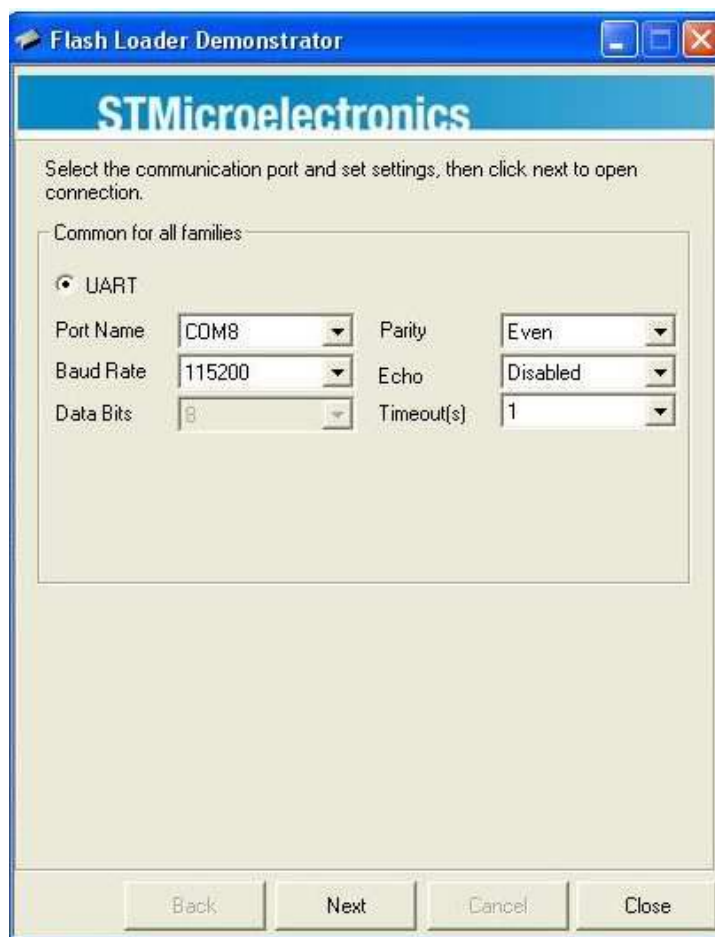 Flash Loader Demonstrator
STMicroelectronics
Select the communication port and set settings, then click next to open
connection.
Common for all families
UART
Port Name COM8 Parity Even
Baud Rate 115200 Echo Disabled
Data Bits 8 Timeout(s) 1
Back Next Cancel Close